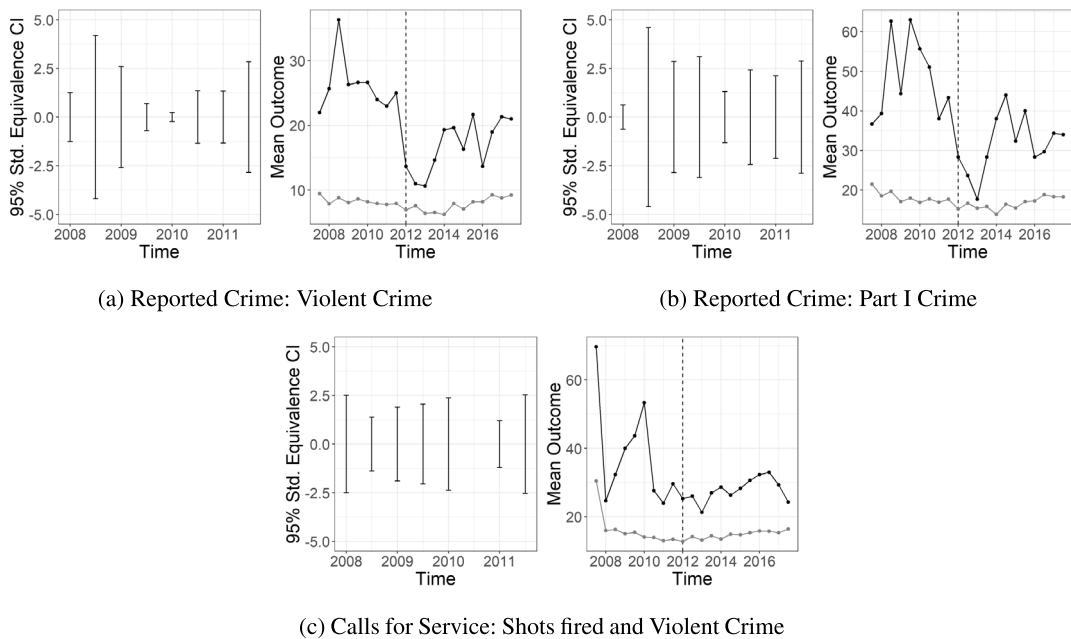 95% Std. Equivalence CI
5.0
2.5
0.0
-2.5
-5.0
2008 2009 2010 2011
Time
Mean Outcome
30
20
10
2008 2010 2012 2014 2016
Time
(a) Reported Crime: Violent Crime
95% Std. Equivalence CI
5.0
2.5
0.0
-2.5
-5.0
2008 2009 2010 2011
Time
Mean Outcome
60
50
40
30
20
2008 2010 2012 2014 2016
Time
(b) Reported Crime: Part I Crime
95% Std. Equivalence CI
5.0
2.5
0.0
-2.5
-5.0
2008 2009 2010 2011
Time
Mean Outcome
60
40
20
2008 2010 2012 2014 2016
Time
(c) Calls for Service: Shots fired and Violent Crime